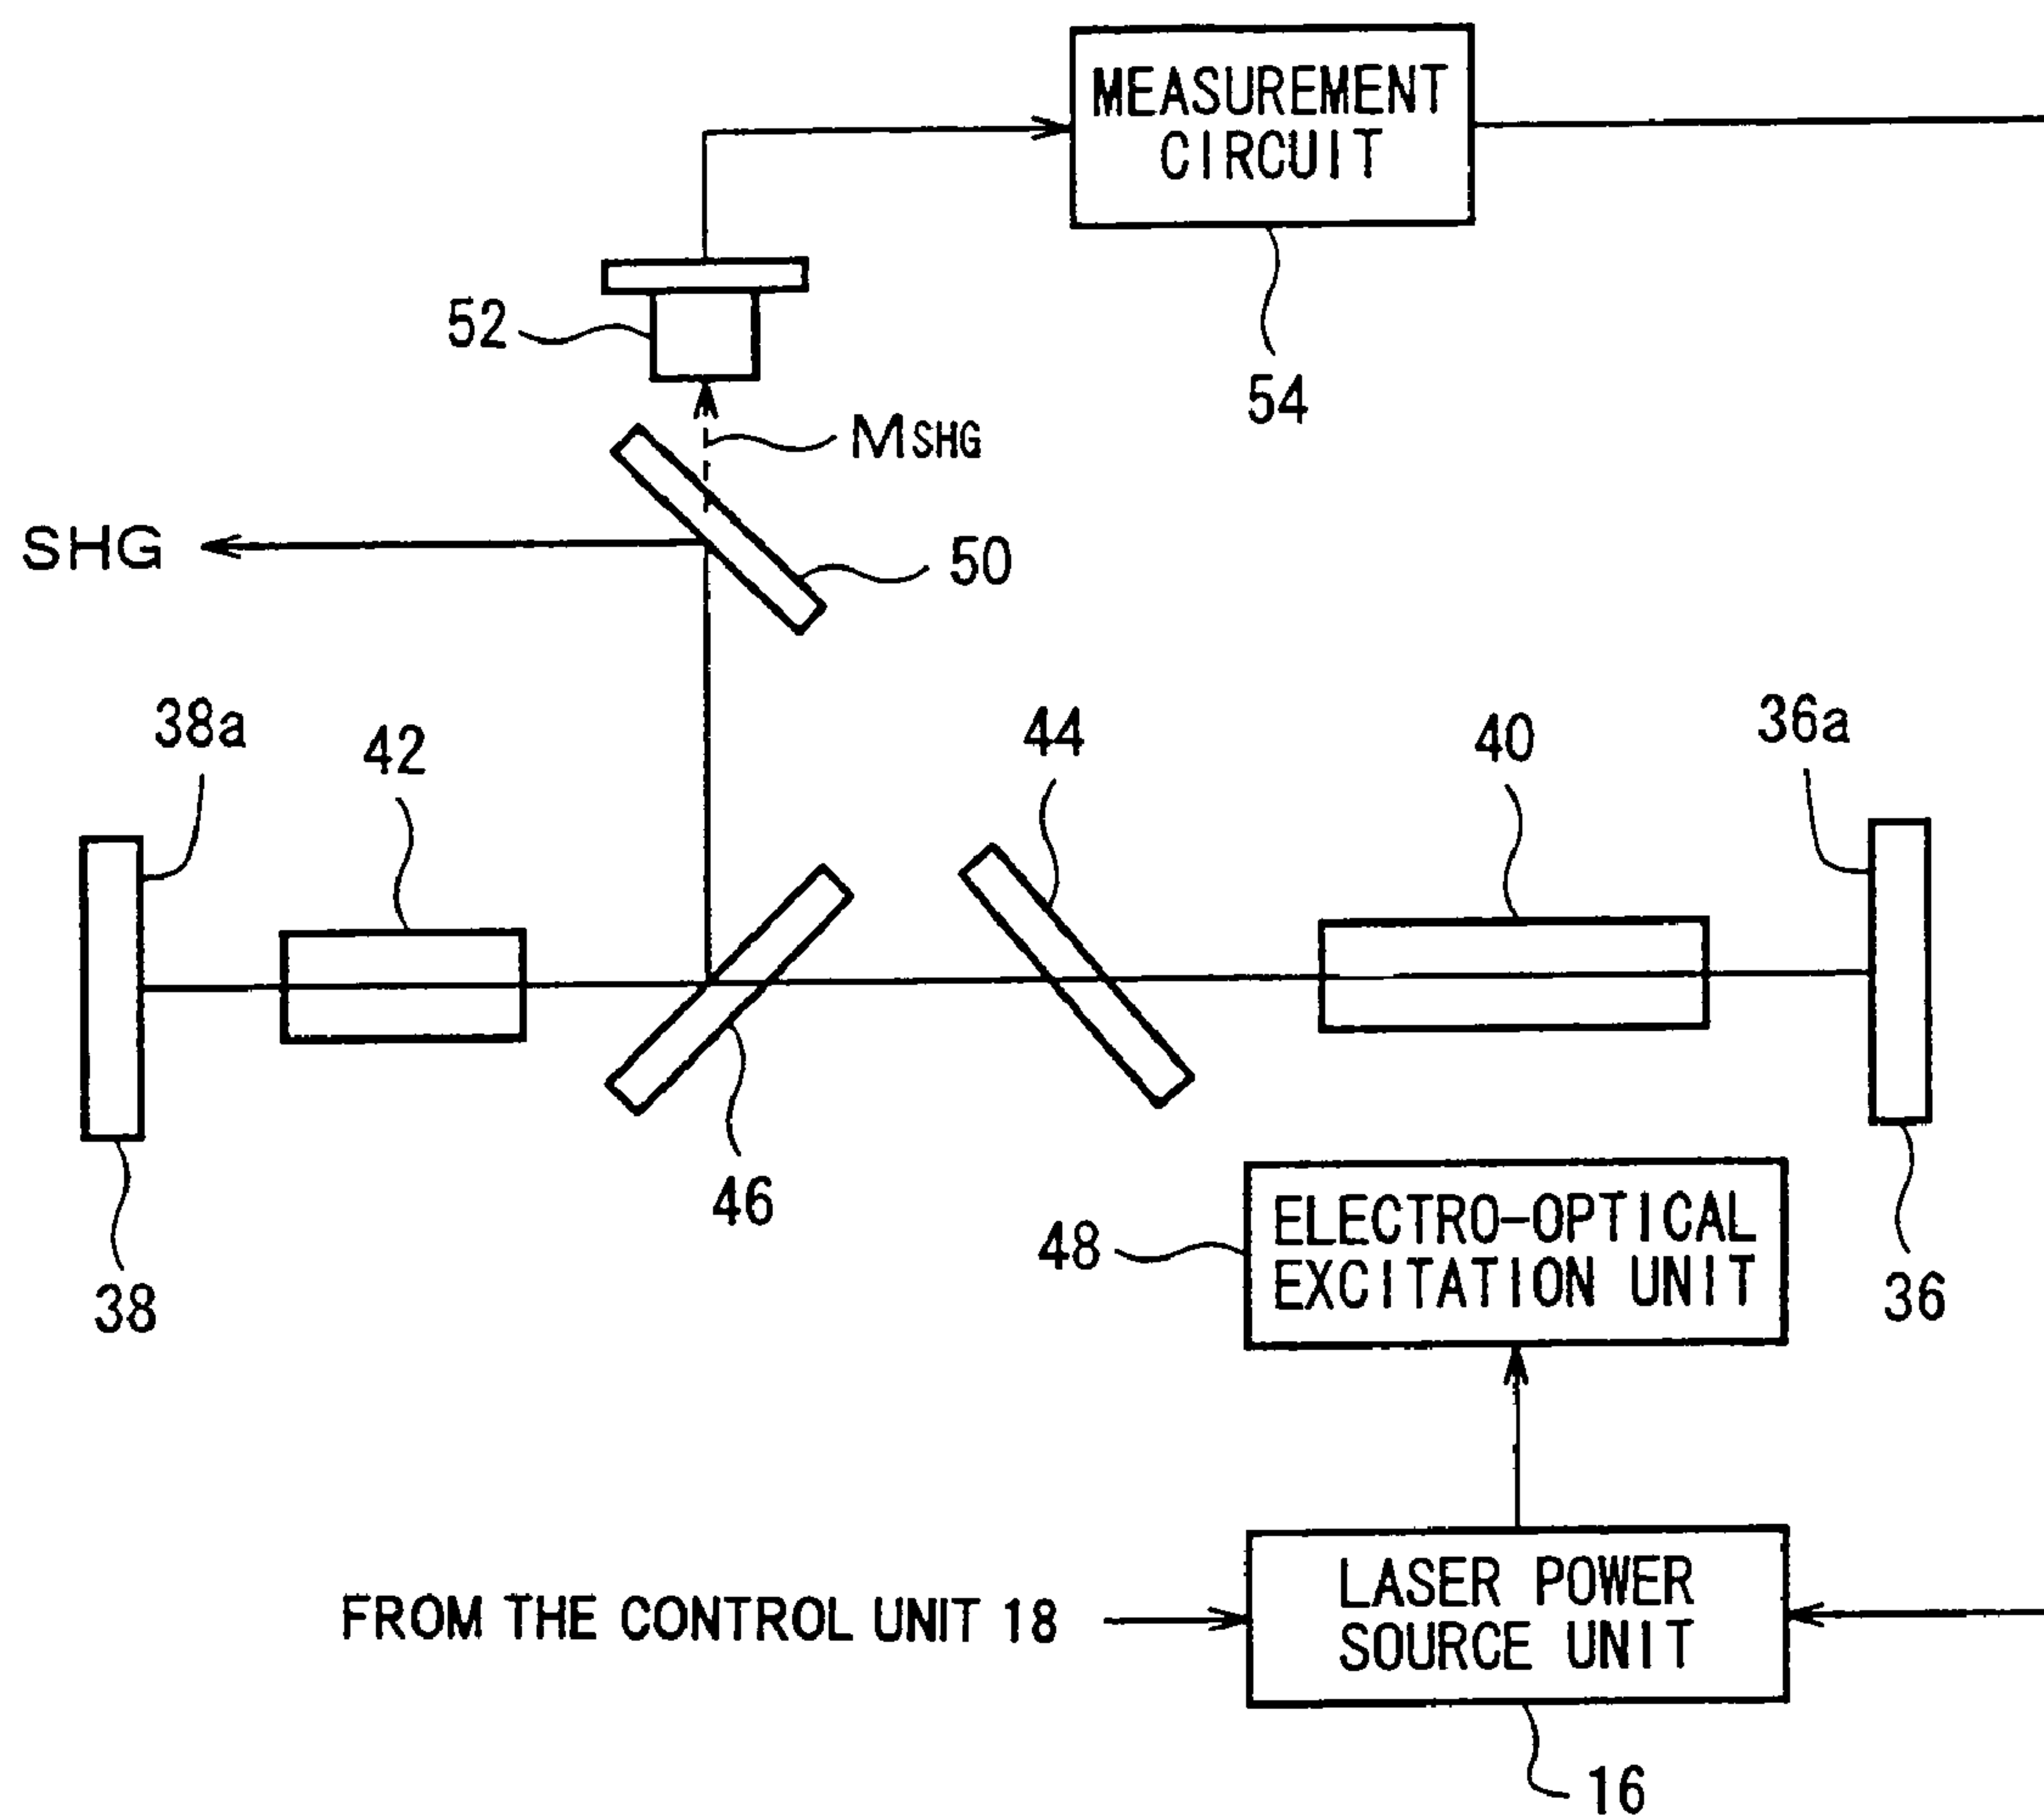 MEASUREMENT
CIRCUIT
52
54
MSHG
SHG
50
38a
42
44
40
36a
46
48
ELECTRO-OPTICAL
EXCITATION UNIT
38
36
FROM THE CONTROL UNIT 18
LASER POWER
SOURCE UNIT
16